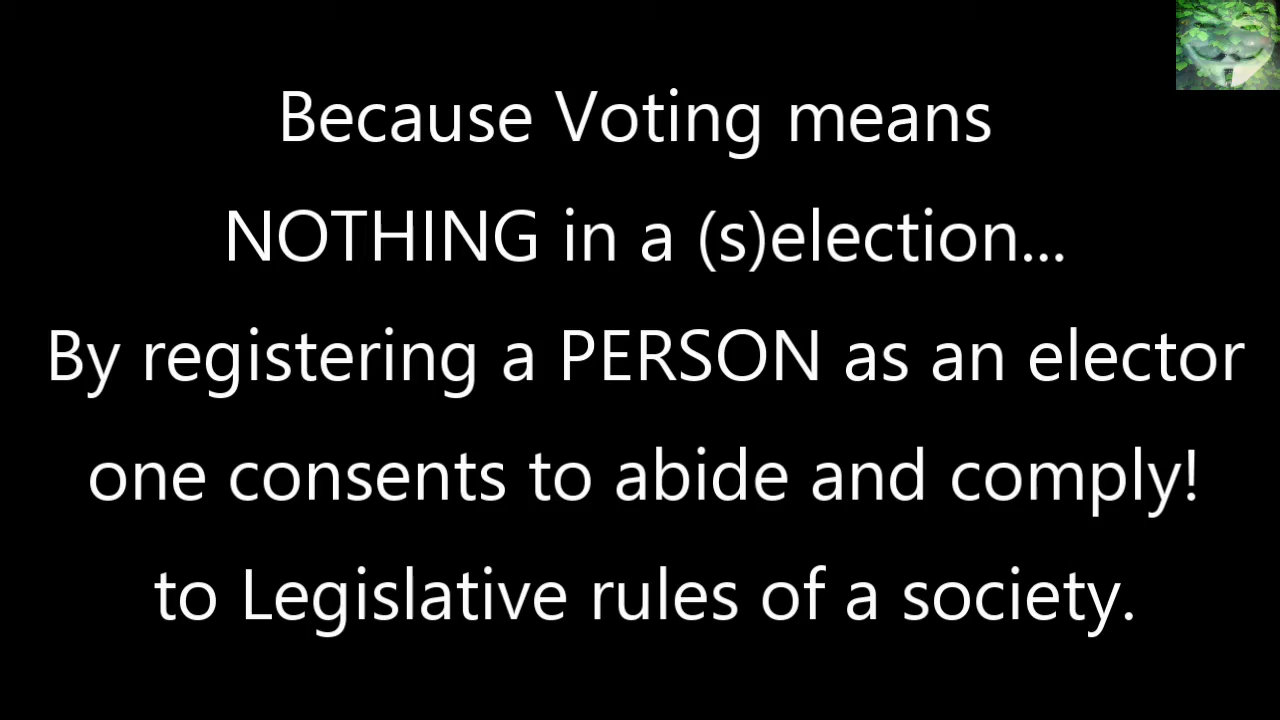 Because Voting means
NOTHING in a (s)election...
By registering a PERSON as an elector
one consents to abide and comply!
to Legislative rules of a society.